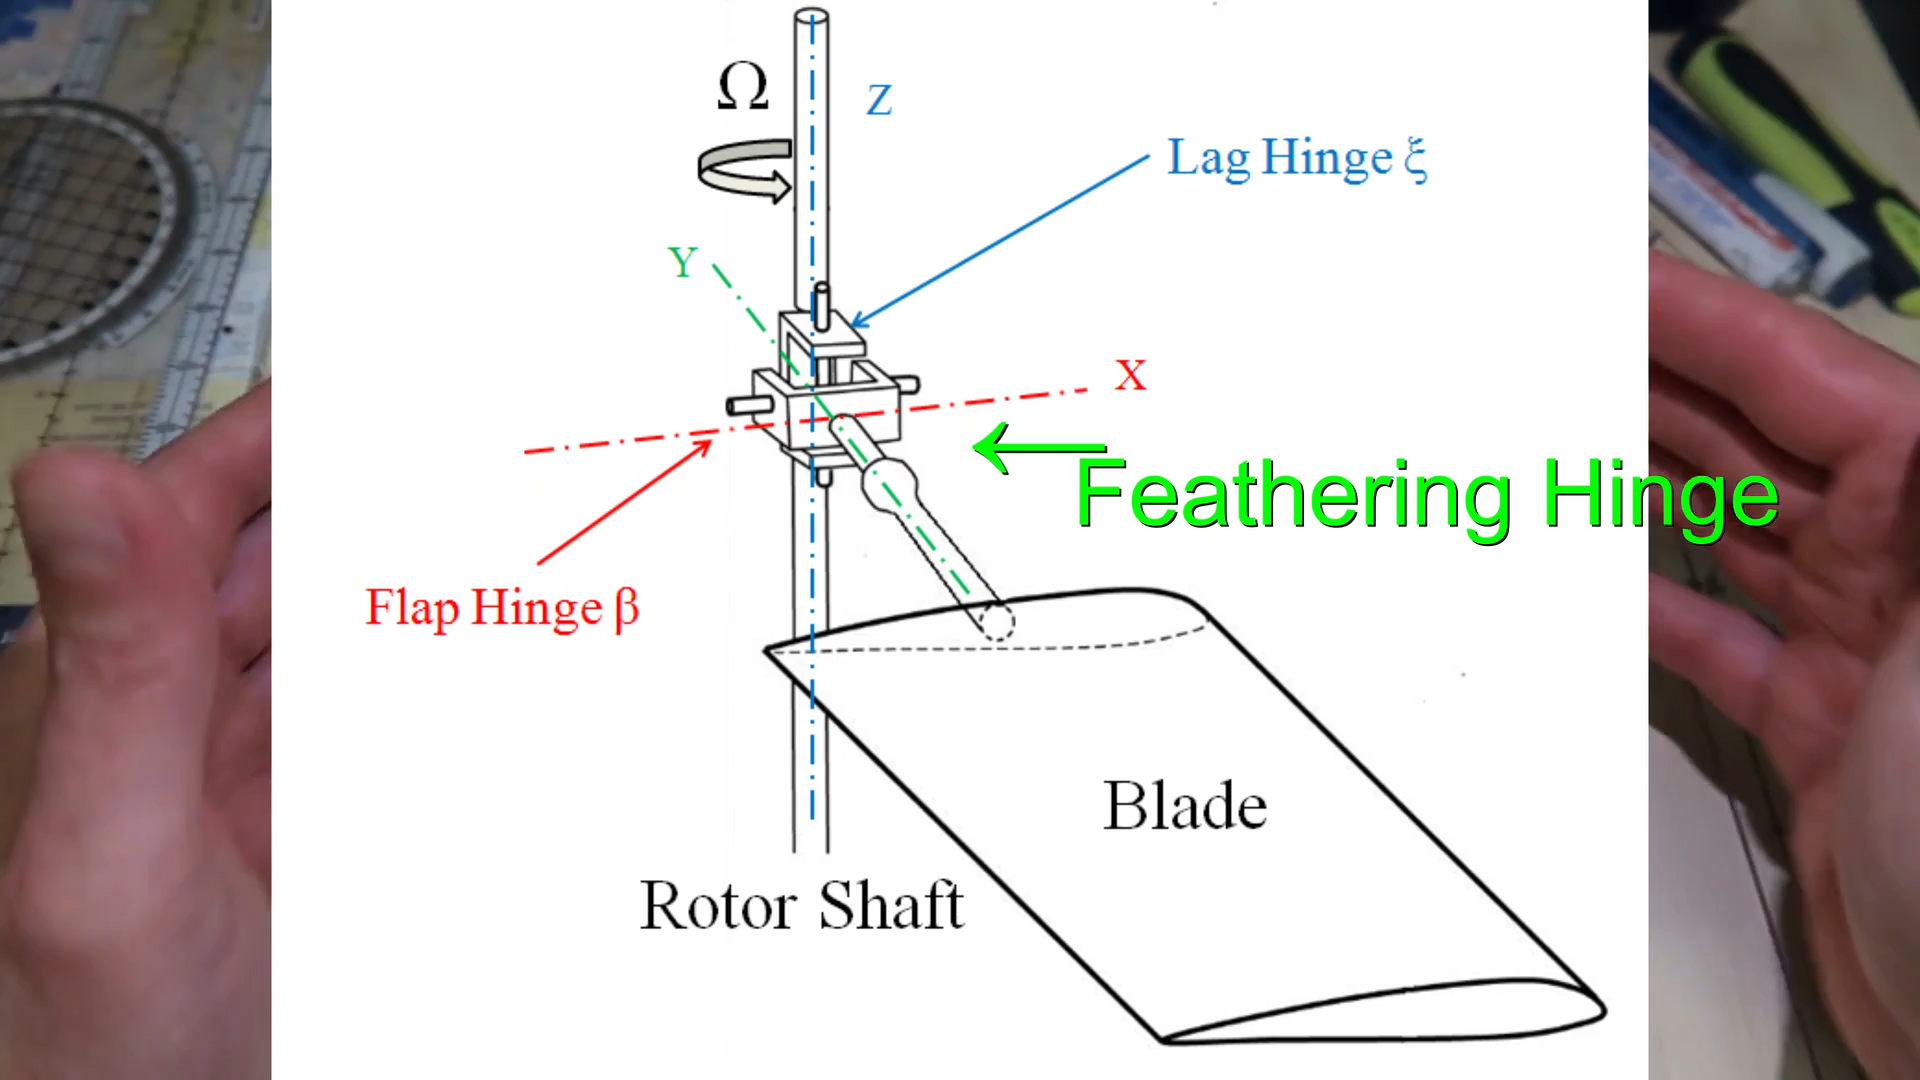 Ω
Z
Lag Hinge ξ
Y
X
Feathering Hinge
Flap Hinge β
Blade
Rotor Shaft